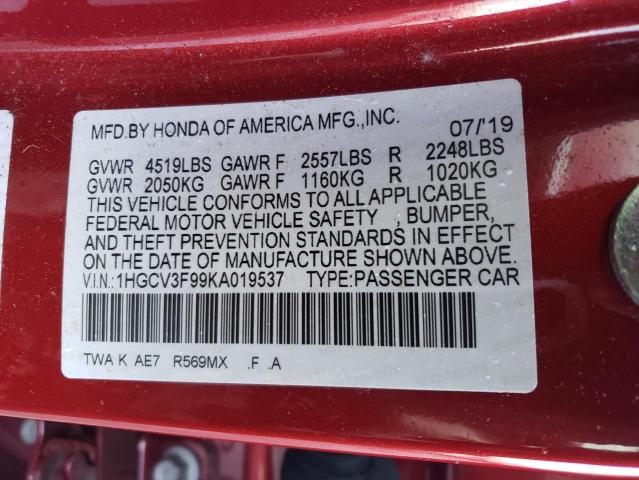 MFD.BY HONDA OF AMERICA MFG.,INC. 07/'19
GVWR 4519LBS GAWR F 2557LBS R 2248LBS
GVWR 2050KG GAWR F 1160KG R 1020KG
THIS VEHICLE CONFORMS TO ALL APPLICABLE
FEDERAL MOTOR VEHICLE SAFETY , BUMPER,
AND THEFT PREVENTION STANDARDS IN EFFECT
ON THE DATE OF MANUFACTURE SHOWN ABOVE.
V.I.N.:1HGCV3F99KA019537 TYPE:PASSENGER CAR
TWA K AE7 R569MX .F .A